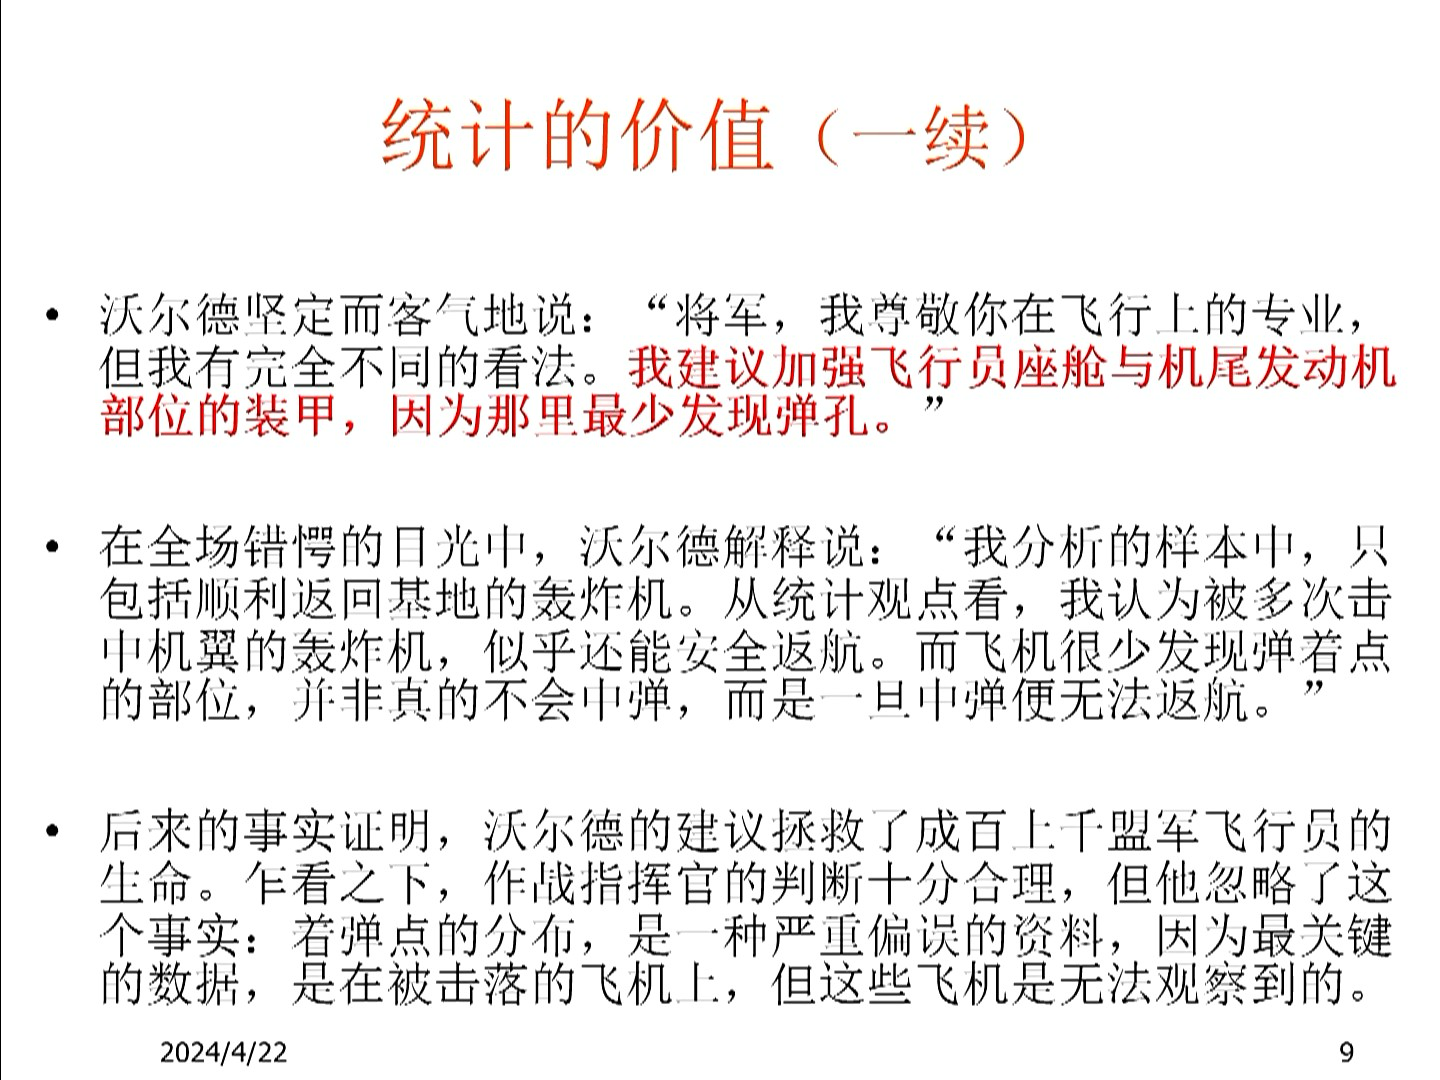 统计的价值（一续）
• 沃尔德坚定而客气地说：“将军，我尊敬你在飞行上的专业，
但我有完全不同的看法。我建议加强飞行员座舱与机尾发动机
部位的装甲，因为那里最少发现弹孔。”
• 在全场错愕的目光中，沃尔德解释说：“我分析的样本中，只
包括顺利返回基地的轰炸机。从统计观点看，我认为被多次击
中机翼的轰炸机，似乎还能安全返航。而飞机很少发现弹着点
的部位，并非真的不会中弹，而是一旦中弹便无法返航。”
• 后来的事实证明，沃尔德的建议拯救了成百上千盟军飞行员的
生命。乍看之下，作战指挥官的判断十分合理，但他忽略了这
个事实：着弹点的分布，是一种严重偏误的资料，因为最关键
的数据，是在被击落的飞机上，但这些飞机是无法观察到的。
2024/4/22
9